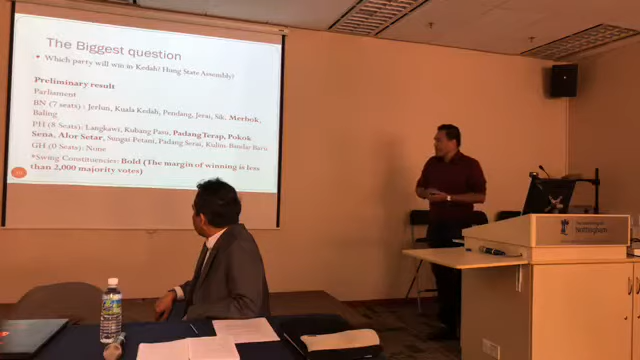 The Biggest question
• Which party will win in Kedah? Hung State Assembly?
Preliminary result
Parliament
BN (7 seats) : Jerlun, Kuala Kedah, Pendang, Jerai, Sik, Merbok,
Baling
PH (8 Seats): Langkawi, Kubang Pasu, Padang Terap, Pokok
Sena, Alor Setar, Sungai Petani, Padang Serai, Kulim-Bandar Baru
GH (0 Seats): None
*Swing Constituencies: Bold (The margin of winning is less
than 2,000 majority votes)
Nottingham